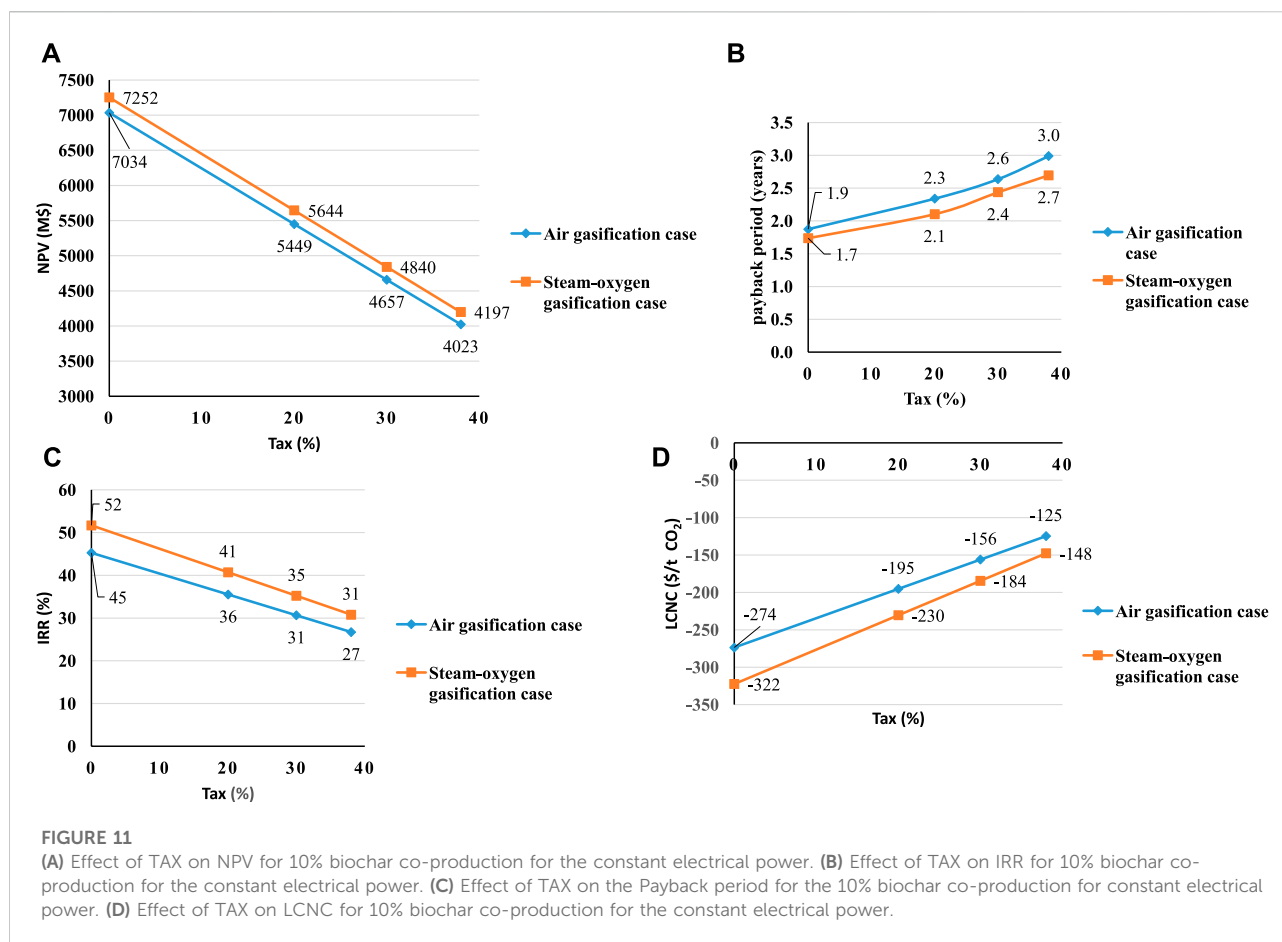 A
7500
7000
6500
6000
5500
5000
4500
4000
3500
3000
NPV (M$)
7252
7034
5644
5449
4840
4657
4197
4023
0 10 20 30 40
Tax (%)
Air gasification case
Steam-oxygen
gasification case
B
3.5
3.0
2.5
2.0
1.5
1.0
0.5
0.0
payback period (years)
1.9
1.7
2.3
2.1
2.6
2.4
3.0
2.7
0 10 20 30 40
Tax (%)
Air gasification
case
Steam-oxygen
gasification case
C
60
50
40
30
20
10
0
IRR (%)
52
45
41
36
35
31
31
27
0 10 20 30 40
Tax (%)
Air gasification case
Steam-oxygen
gasification case
D
0
-50
-100
-150
-200
-250
-300
-350
LCNC ($/t CO₂)
0 10 20 30 40
-274
-322
-195
-230
-156
-184
-125
-148
Tax (%)
Air gasification case
Steam-oxygen
gasification case
FIGURE 11
(A) Effect of TAX on NPV for 10% biochar co-production for the constant electrical power. (B) Effect of TAX on IRR for 10% biochar co-
production for the constant electrical power. (C) Effect of TAX on the Payback period for the 10% biochar co-production for constant electrical
power. (D) Effect of TAX on LCNC for 10% biochar co-production for the constant electrical power.